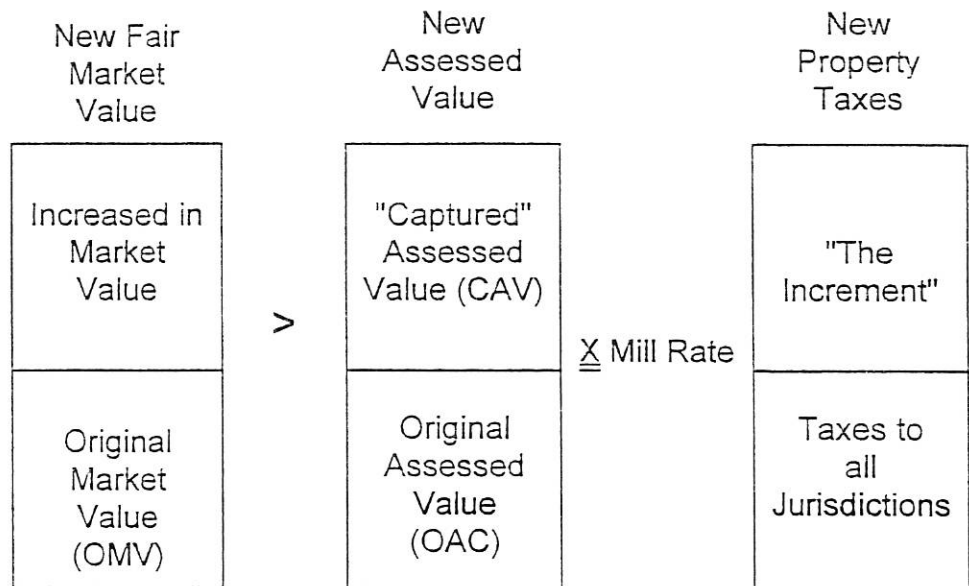 New Fair
Market
Value
New
Assessed
Value
New
Property
Taxes
Increased in
Market
Value
>
"Captured"
Assessed
Value (CAV)
X Mill Rate
"The
Increment"
Original
Market
Value
(OMV)
Original
Assessed
Value
(OAC)
Taxes to
all
Jurisdictions